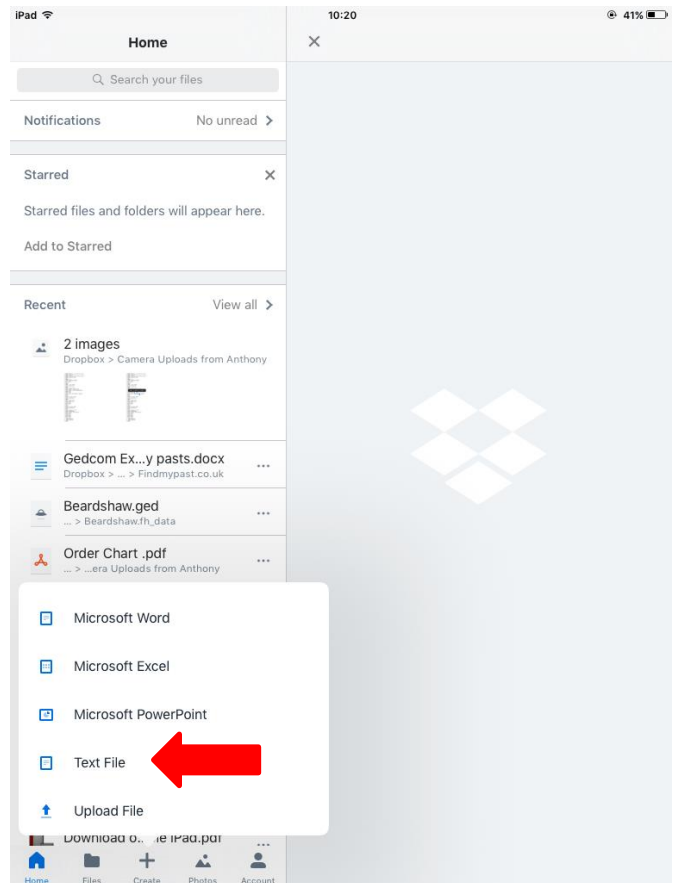 iPad 10:20 41%
Home
Search your files
Notifications No unread
Starred
Starred files and folders will appear here.
Add to Starred
Recent View all
2 images
Dropbox > Camera Uploads from Anthony
Gedcom Ex...y pasts.docx
Dropbox > ... > Findmypast.co.uk
Beardshaw.ged
... > Beardshaw.fh_data
Order Chart .pdf
... > ...era Uploads from Anthony
Microsoft Word
Microsoft Excel
Microsoft PowerPoint
Text File
Upload File
Download o... iPad.pdf
Home Files Create Photos Account